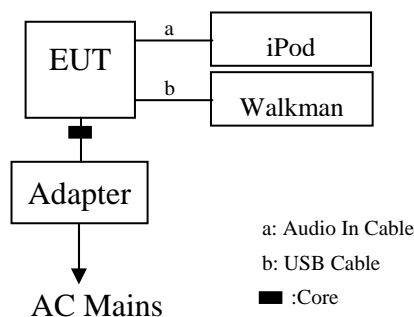 a
iPod
EUT
b
Walkman
Adapter
a: Audio In Cable
b: USB Cable
:Core
AC Mains